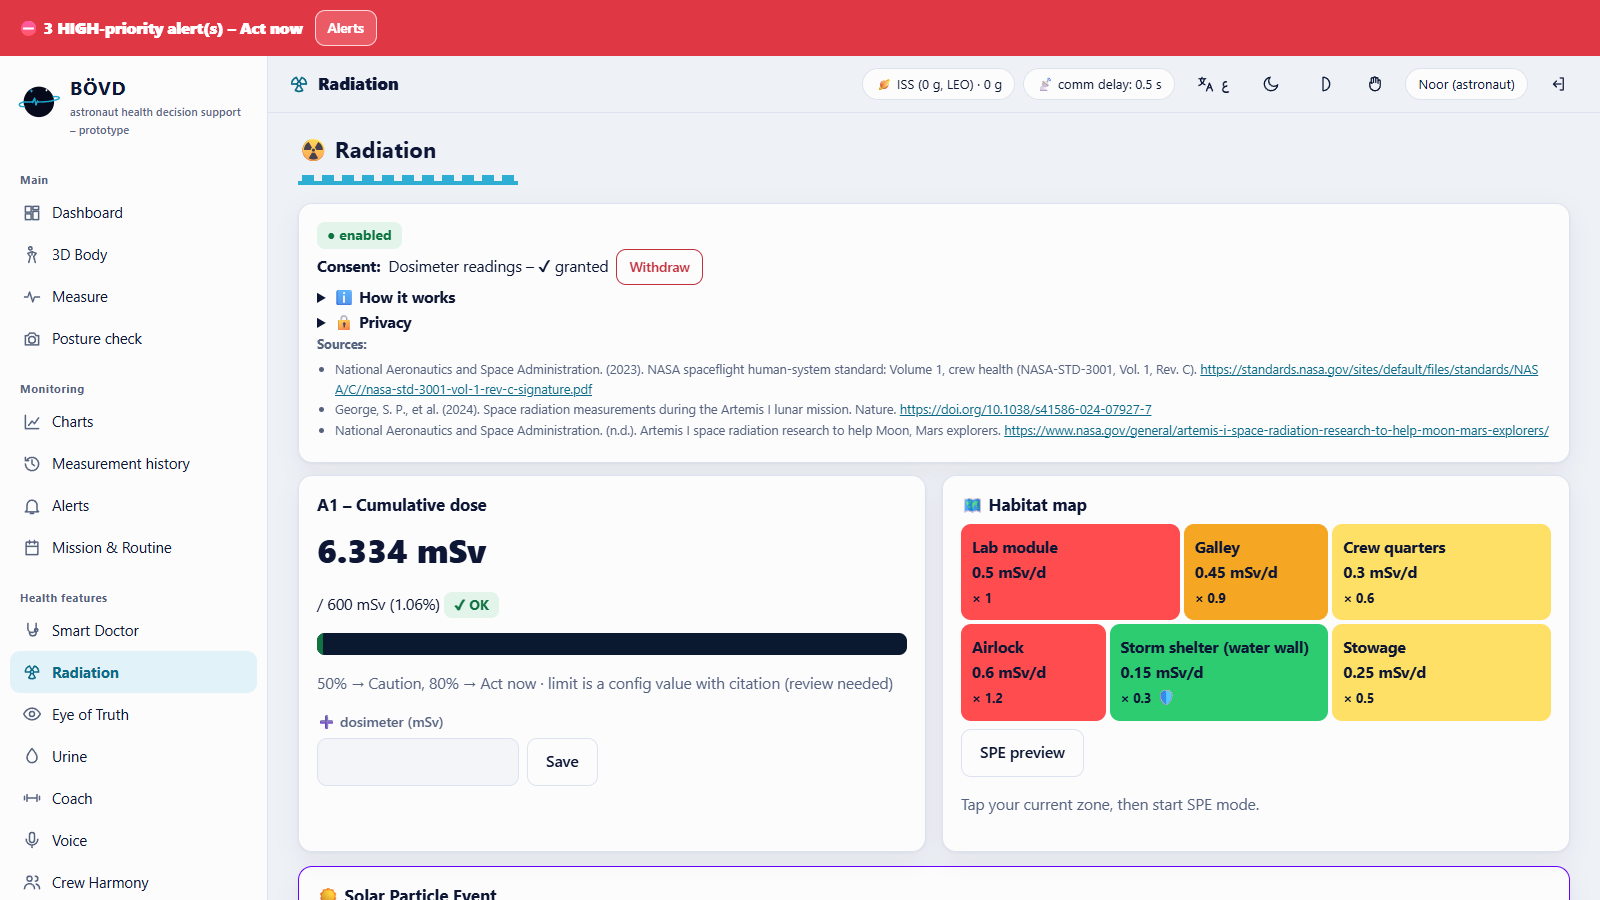 3 HIGH-priority alert(s) – Act now
Alerts
BÖVD
astronaut health decision support
– prototype
Radiation
ISS (0 g, LEO) · 0 g
comm delay: 0.5 s
ع
Noor (astronaut)
Main
Dashboard
3D Body
Measure
Posture check
Monitoring
Charts
Measurement history
Alerts
Mission & Routine
Health features
Smart Doctor
Radiation
Eye of Truth
Urine
Coach
Voice
Crew Harmony
Radiation
● enabled
Consent: Dosimeter readings – ✓ granted
Withdraw
▶ How it works
▶ Privacy
Sources:
• National Aeronautics and Space Administration. (2023). NASA spaceflight human-system standard: Volume 1, crew health (NASA-STD-3001, Vol. 1, Rev. C). https://standards.nasa.gov/sites/default/files/standards/NAS
A/C//nasa-std-3001-vol-1-rev-c-signature.pdf
• George, S. P., et al. (2024). Space radiation measurements during the Artemis I lunar mission. Nature. https://doi.org/10.1038/s41586-024-07927-7
• National Aeronautics and Space Administration. (n.d.). Artemis I space radiation research to help Moon, Mars explorers. https://www.nasa.gov/general/artemis-i-space-radiation-research-to-help-moon-mars-explorers/
A1 – Cumulative dose
6.334 mSv
/ 600 mSv (1.06%) ✓ OK
50% → Caution, 80% → Act now · limit is a config value with citation (review needed)
+ dosimeter (mSv)
Save
Habitat map
Lab module
0.5 mSv/d
× 1
Galley
0.45 mSv/d
× 0.9
Crew quarters
0.3 mSv/d
× 0.6
Airlock
0.6 mSv/d
× 1.2
Storm shelter (water wall)
0.15 mSv/d
× 0.3
Stowage
0.25 mSv/d
× 0.5
SPE preview
Tap your current zone, then start SPE mode.
Solar Particle Event